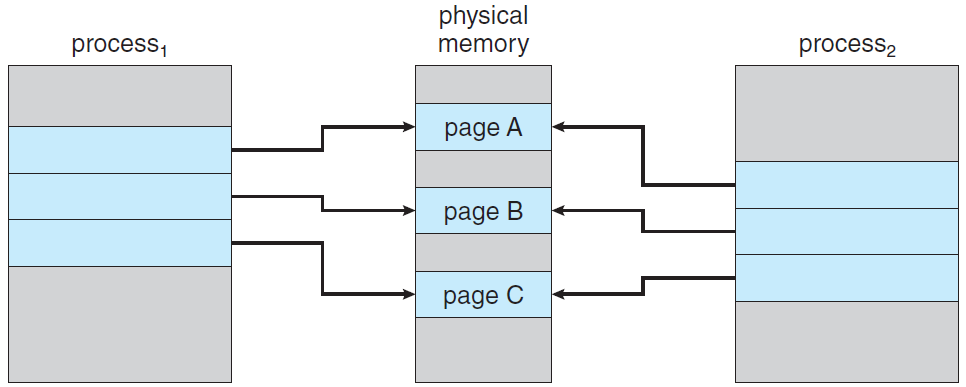 process₁
physical
memory
process₂
page A
page B
page C